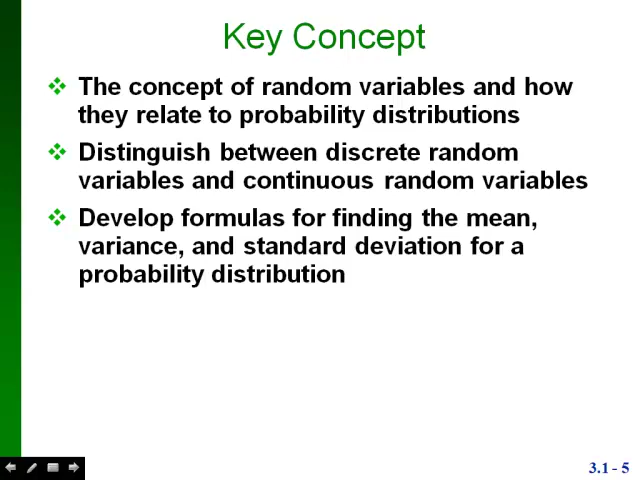 Key Concept
The concept of random variables and how
they relate to probability distributions
Distinguish between discrete random
variables and continuous random variables
Develop formulas for finding the mean,
variance, and standard deviation for a
probability distribution
3.1 - 5